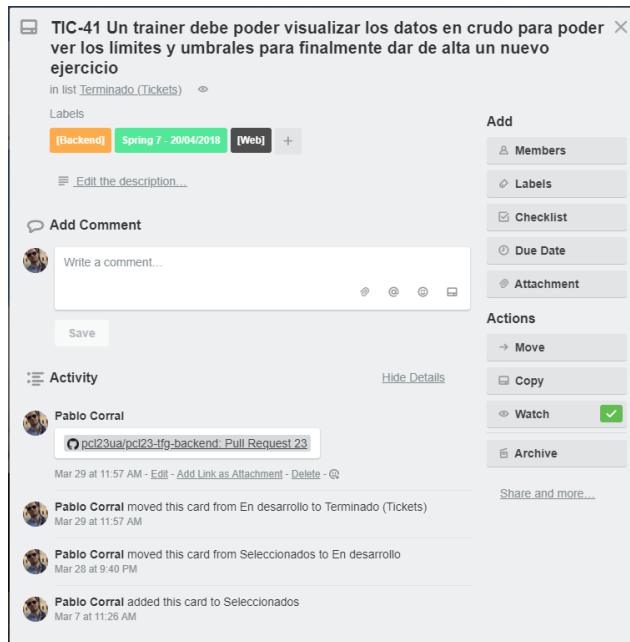 TIC-41 Un trainer debe poder visualizar los datos en crudo para poder
ver los límites y umbrales para finalmente dar de alta un nuevo
ejercicio
in list Terminado (Tickets)
Labels
[Backend] Spring 7 - 20/04/2018 [Web] +
Edit the description...
Add Comment
Write a comment...
Save
Activity Hide Details
Pablo Corral
pcl23ua/pcl23-tfg-backend: Pull Request 23
Mar 29 at 11:57 AM - Edit - Add Link as Attachment - Delete -
Pablo Corral moved this card from En desarrollo to Terminado (Tickets)
Mar 29 at 11:57 AM
Pablo Corral moved this card from Seleccionados to En desarrollo
Mar 28 at 9:40 PM
Pablo Corral added this card to Seleccionados
Mar 7 at 11:26 AM
Add
Members
Labels
Checklist
Due Date
Attachment
Actions
Move
Copy
Watch
Archive
Share and more...